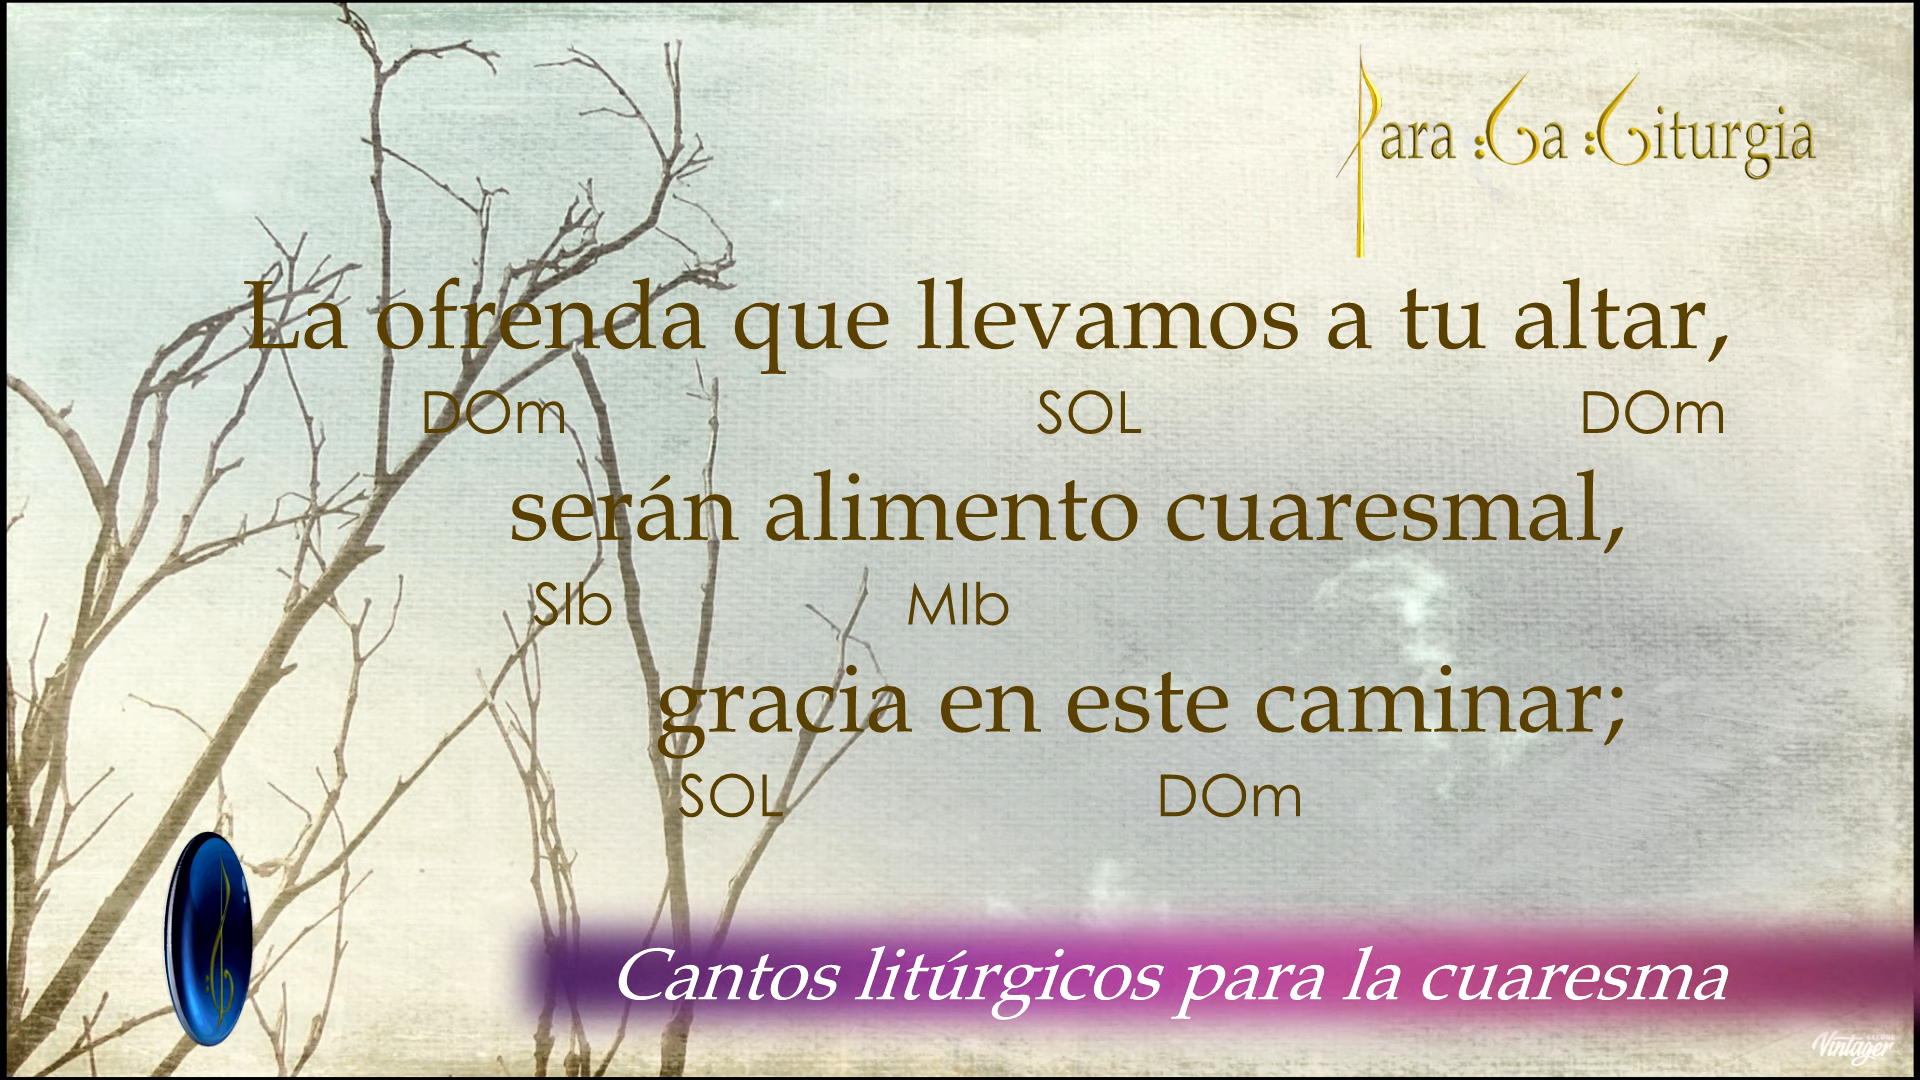 Para La Liturgia
La ofrenda que llevamos a tu altar,
DOm SOL DOm
serán alimento cuaresmal,
SIb MIb
gracia en este caminar;
SOL DOm
Cantos litúrgicos para la cuaresma
Vintager